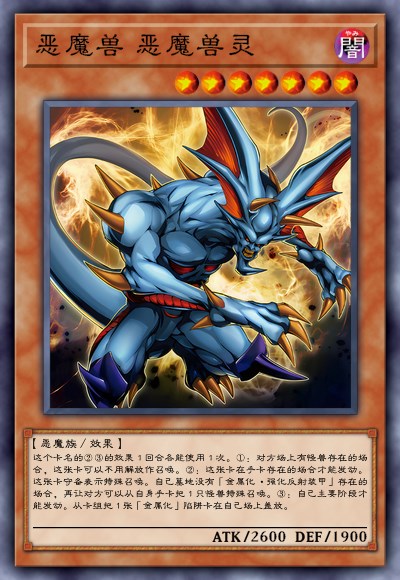 恶魔兽 恶魔兽灵
やみ
闇
【恶魔族／效果】
这个卡名的②③的效果1回合各能使用1次。①：对方场上有怪兽存在的场
合，这张卡可以不用解放作召唤。②：这张卡在手卡存在的场合才能发动。
这张卡守备表示特殊召唤。自己墓地没有「金属化·强化反射装甲」存在的
场合，再让对方可以从自身手卡把1只怪兽特殊召唤。③：自己主要阶段才
能发动。从卡组把1张「金属化」陷阱卡在自己场上盖放。
ATK/2600 DEF/1900